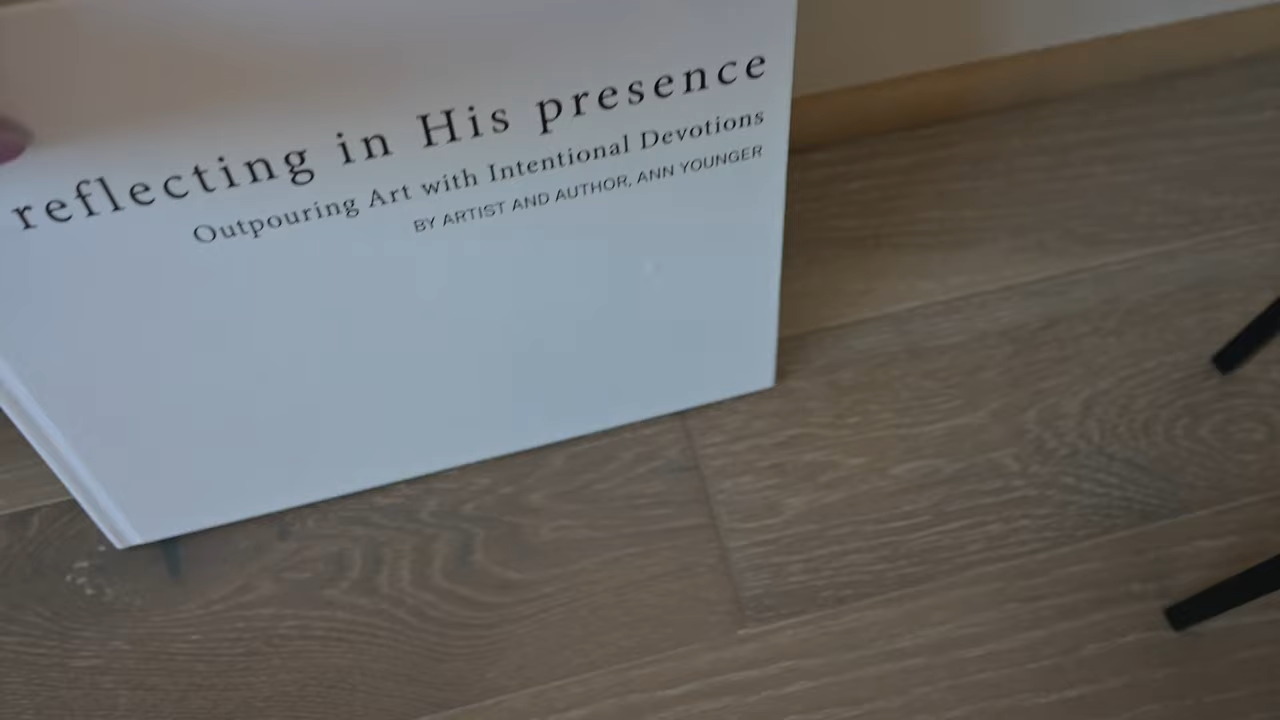 reflecting in His presence
Outpouring Art with Intentional Devotions
BY ARTIST AND AUTHOR, ANN YOUNGER